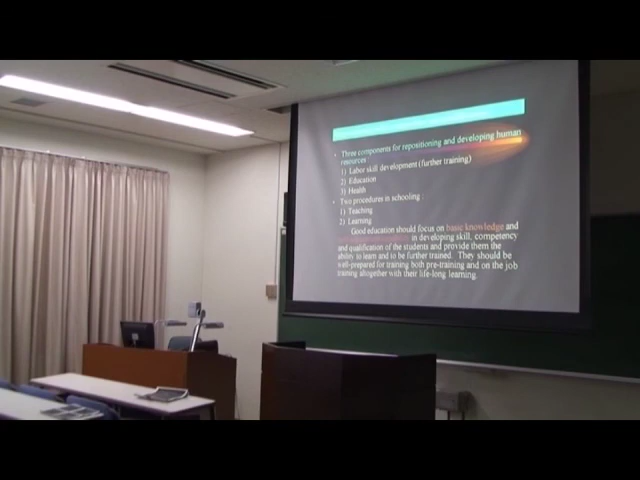 • Three components for repositioning and developing human
resources :
1) Labor skill development (further training)
2) Education
3) Health
• Two procedures in schooling :
1) Teaching
2) Learning
Good education should focus on basic knowledge and
in developing skill, competency
and qualification of the students and provide them the
ability to learn and to be further trained. They should be
well-prepared for training both pre-training and on the job
training altogether with their life-long learning.